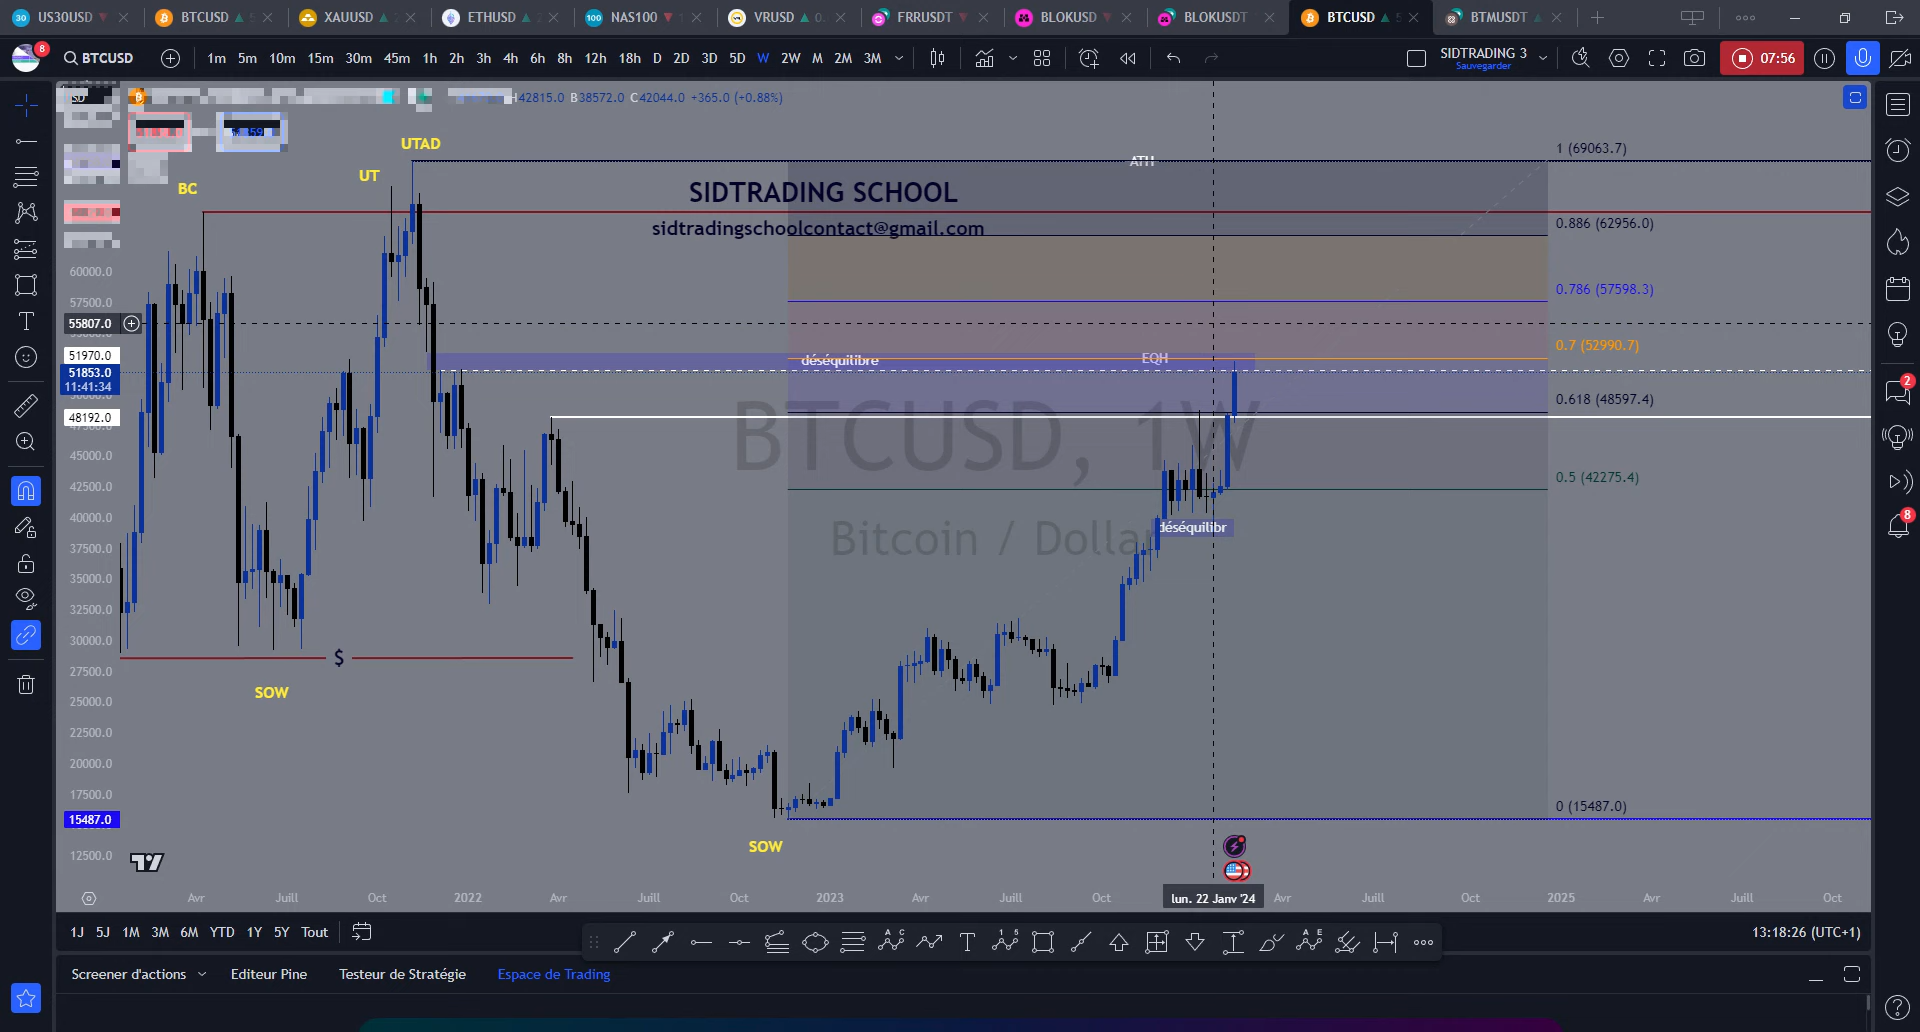 US30USD
BTCUSD
XAUUSD
ETHUSD
NAS100
VRUSD
FRRUSDT
BLOKUSD
BLOKUSDT
BTCUSD
BTMUSDT
8
BTCUSD
1m 5m 10m 15m 30m 45m 1h 2h 3h 4h 6h 8h 12h 18h D 2D 3D 5D W 2W M 2M 3M
SIDTRADING 3
Sauvegarder
07:56
H42815.0 B38572.0 C42044.0 +365.0 (+0.88%)
UTAD
UT
BC
ATH
1 (69063.7)
SIDTRADING SCHOOL
sidtradingschoolcontact@gmail.com
0.886 (62956.0)
60000.0
0.786 (57598.3)
57500.0
55807.0
0.7 (52990.7)
51970.0
déséquilibre
EQH
51853.0
11:41:34
0.618 (48597.4)
48192.0
BTCUSD, 1W
45000.0
0.5 (42275.4)
42500.0
40000.0
déséquilibr
Bitcoin / Dollar
37500.0
35000.0
32500.0
30000.0
$
27500.0
SOW
25000.0
22500.0
20000.0
17500.0
0 (15487.0)
15487.0
SOW
12500.0
Avr Juill Oct 2022 Avr Juill Oct 2023 Avr Juill Oct lun. 22 Janv '24 Avr Juill Oct 2025 Avr Juill Oct
1J 5J 1M 3M 6M YTD 1Y 5Y Tout
13:18:26 (UTC+1)
Screener d'actions
Editeur Pine
Testeur de Stratégie
Espace de Trading
2
8